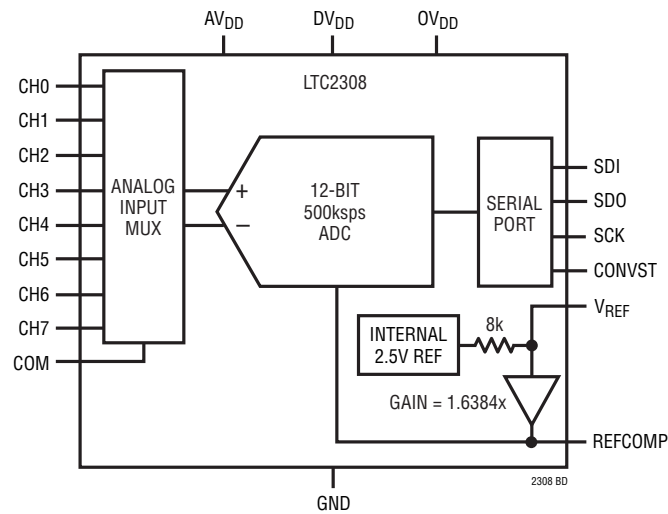 AVDD
DVDD
OVDD
LTC2308
CH0
CH1
CH2
CH3
CH4
CH5
CH6
CH7
COM
ANALOG
INPUT
MUX
+
–
12-BIT
500ksps
ADC
SERIAL
PORT
SDI
SDO
SCK
CONVST
VREF
INTERNAL
2.5V REF
8k
GAIN = 1.6384x
REFCOMP
2308 BD
GND